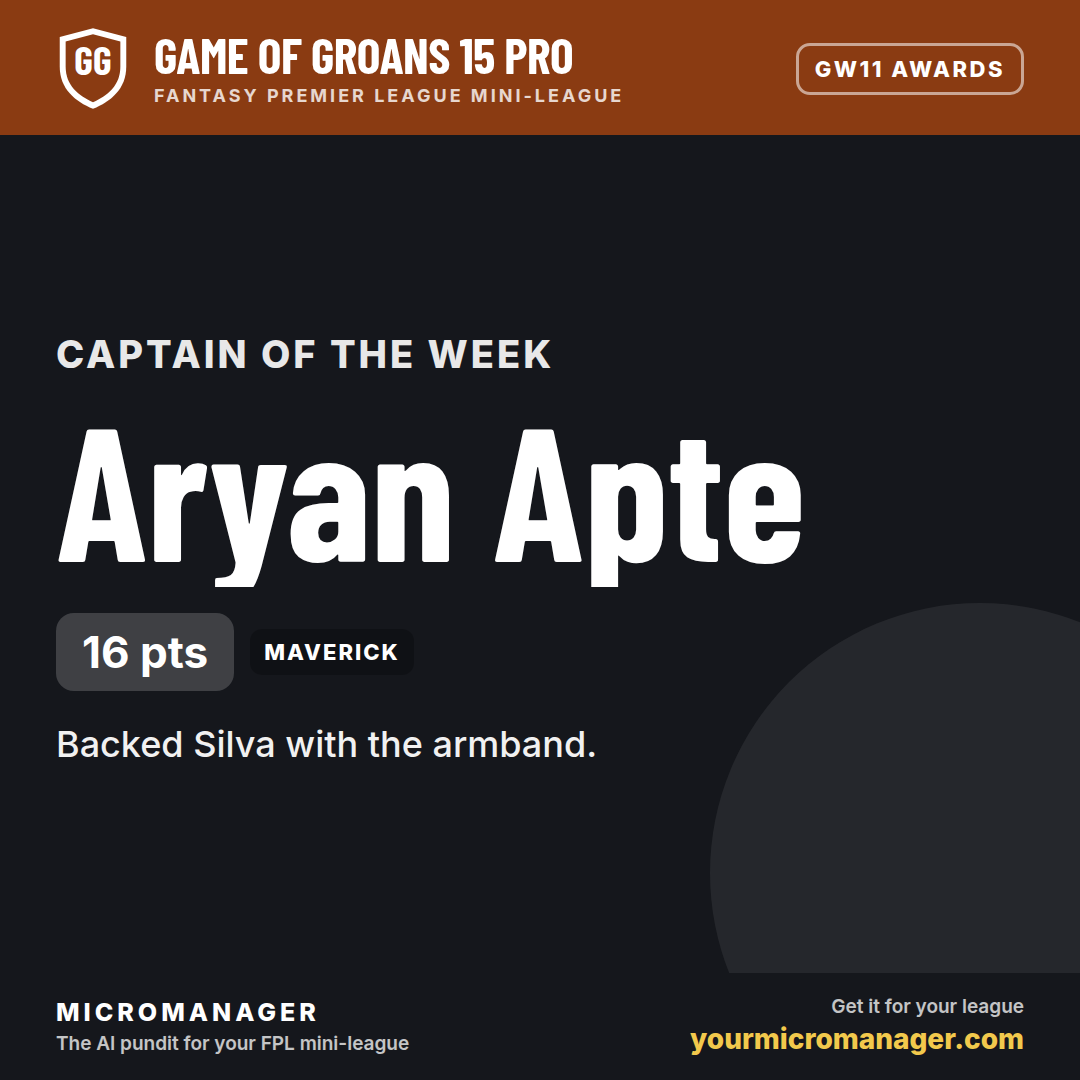 GG
GAME OF GROANS 15 PRO
FANTASY PREMIER LEAGUE MINI-LEAGUE
GW11 AWARDS
CAPTAIN OF THE WEEK
Aryan Apte
16 pts
MAVERICK
Backed Silva with the armband.
MICROMANAGER
The AI pundit for your FPL mini-league
Get it for your league
yourmicromanager.com